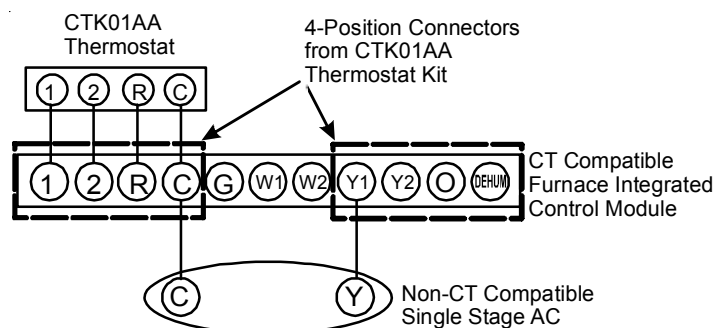 CTK01AA
Thermostat
4-Position Connectors
from CTK01AA
Thermostat Kit
1 2 R C
1 2 R C G W1 W2 Y1 Y2 O DEHUM
CT Compatible
Furnace Integrated
Control Module
C Y
Non-CT Compatible
Single Stage AC